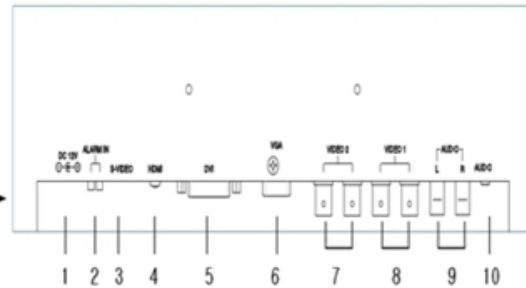 VGA
DC 12V ALARM IN VIDEO 2 VIDEO 1 AUDIO
S-VIDEO HDMI DVI L R AUDIO
1 2 3 4 5 6 7 8 9 10